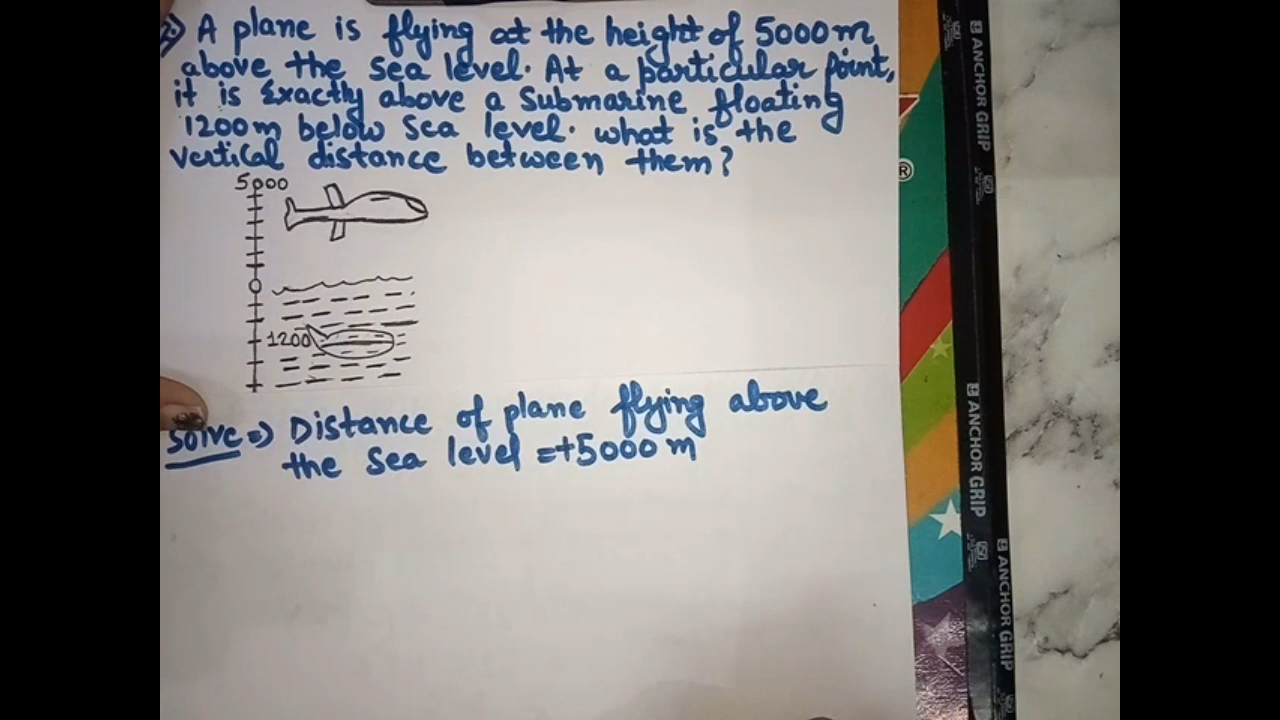 A plane is flying at the height of 5000m
above the sea level. At a particular point,
it is Exactly above a submarine floating
1200m below sea level. what is the
vertical distance between them?
5000
0
1200
Solve => Distance of plane flying above
the sea level =+5000 m
®
ANCHOR GRIP
ANCHOR GRIP
ANCHOR GRIP